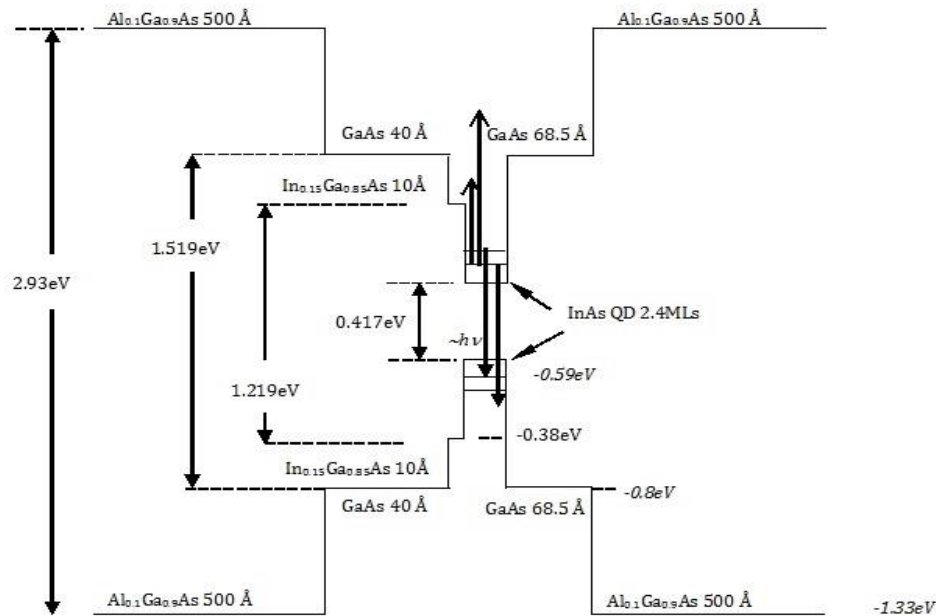 Al₀.₁Ga₀.₉As 500 Å
Al₀.₁Ga₀.₉As 500 Å
GaAs 40 Å
GaAs 68.5 Å
In₀.₁₅Ga₀.₈₅As 10Å
1.519eV
2.93eV
InAs QD 2.4MLs
0.417eV
~hν
-0.59eV
1.219eV
-0.38eV
In₀.₁₅Ga₀.₈₅As 10Å
-0.8eV
GaAs 40 Å
GaAs 68.5 Å
Al₀.₁Ga₀.₉As 500 Å
Al₀.₁Ga₀.₉As 500 Å
-1.33eV